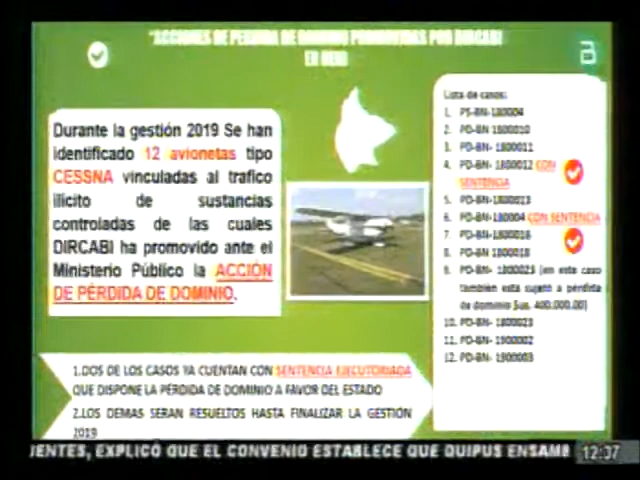 "ACCIONES DE PERDIDA DE DOMINIO PROMOVIDAS POR DIRCABI
EN BENI
Durante la gestión 2019 Se han
identificado 12 avionetas tipo
CESSNA vinculadas al trafico
ilícito de sustancias
controladas de las cuales
DIRCABI ha promovido ante el
Ministerio Público la ACCIÓN
DE PÉRDIDA DE DOMINIO.
Lista de casos:
1. PS-BN-180004
2. PD-BN 1800010
3. PD-BN- 1800011
4. PD-BN- 1800012 CON
SENTENCIA
5. PD-BN-1800013
6. PD-BN-180004 CON SENTENCIA
7. PD-BN-1800016
8. PD-BN 1800018
9. PD-BN- 1800023 (en este caso
también esta sujeto a perdida
de dominio $us. 400.000.00)
10. PD-BN- 1800023
11. PD-BN- 1900002
12. PD-BN- 1900003
1.DOS DE LOS CASOS YA CUENTAN CON SENTENCIA EJECUTORIADA
QUE DISPONE LA PÉRDIDA DE DOMINIO A FAVOR DEL ESTADO
2.LOS DEMAS SERAN RESUELTOS HASTA FINALIZAR LA GESTIÓN
2019
IENTES, EXPLICÓ QUE EL CONVENIO ESTABLECE QUE QUIPUS ENSAMB
12:37